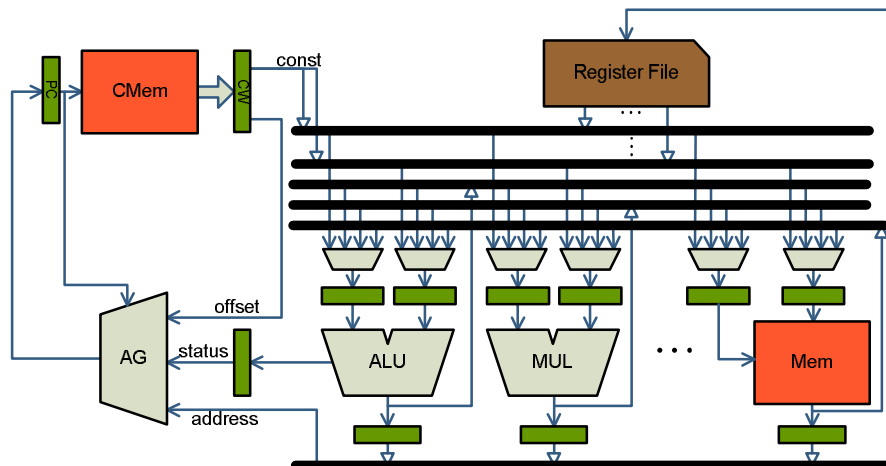 const
Register File
PC
CMem
CW
...
offset
status
AG
ALU
MUL
...
Mem
address